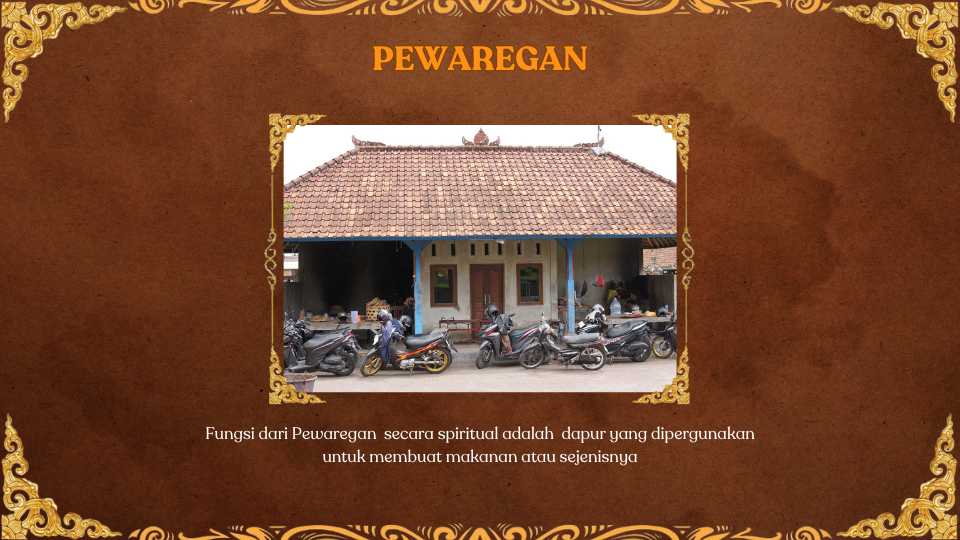 PEWAREGAN
Fungsi dari Pewaregan secara spiritual adalah dapur yang dipergunakan
untuk membuat makanan atau sejenisnya